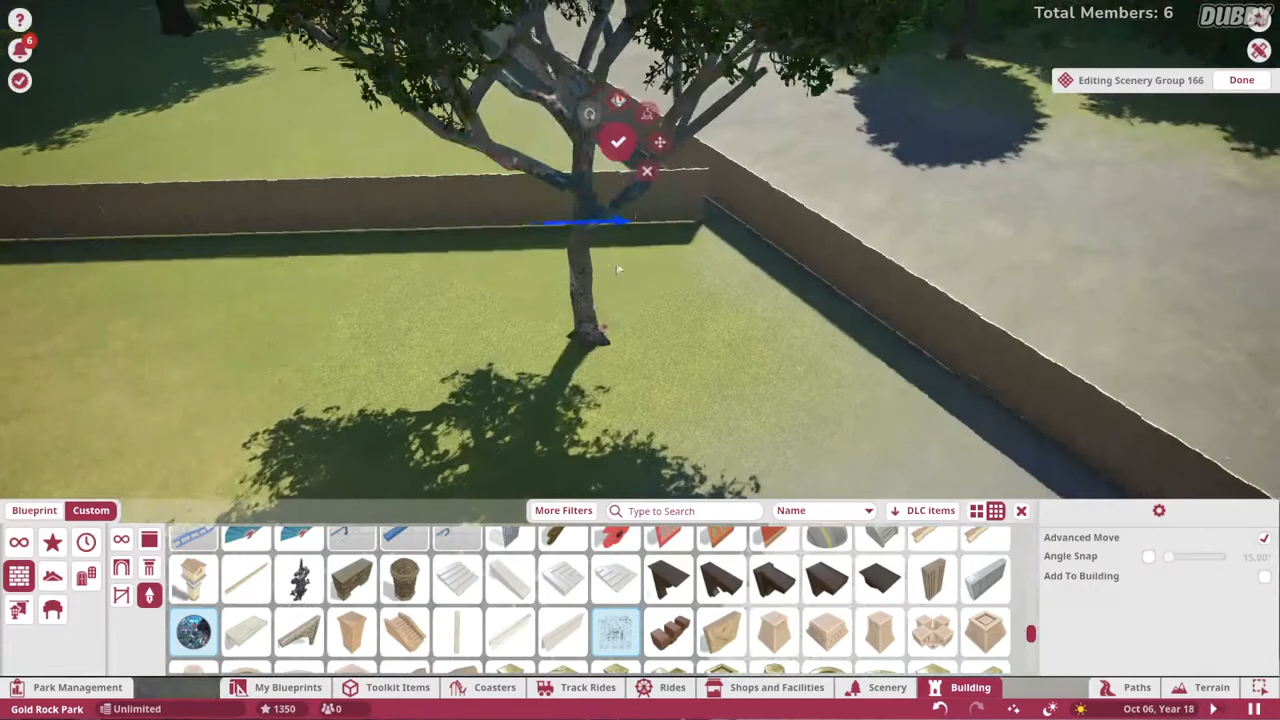 Total Members: 6
DUBBY
6
Editing Scenery Group 166 Done
Blueprint Custom More Filters Type to Search Name DLC items
Advanced Move
Angle Snap 15.00°
Add To Building
Park Management My Blueprints Toolkit Items Coasters Track Rides Rides Shops and Facilities Scenery Building Paths Terrain
Gold Rock Park Unlimited 1350 0 Oct 06, Year 18